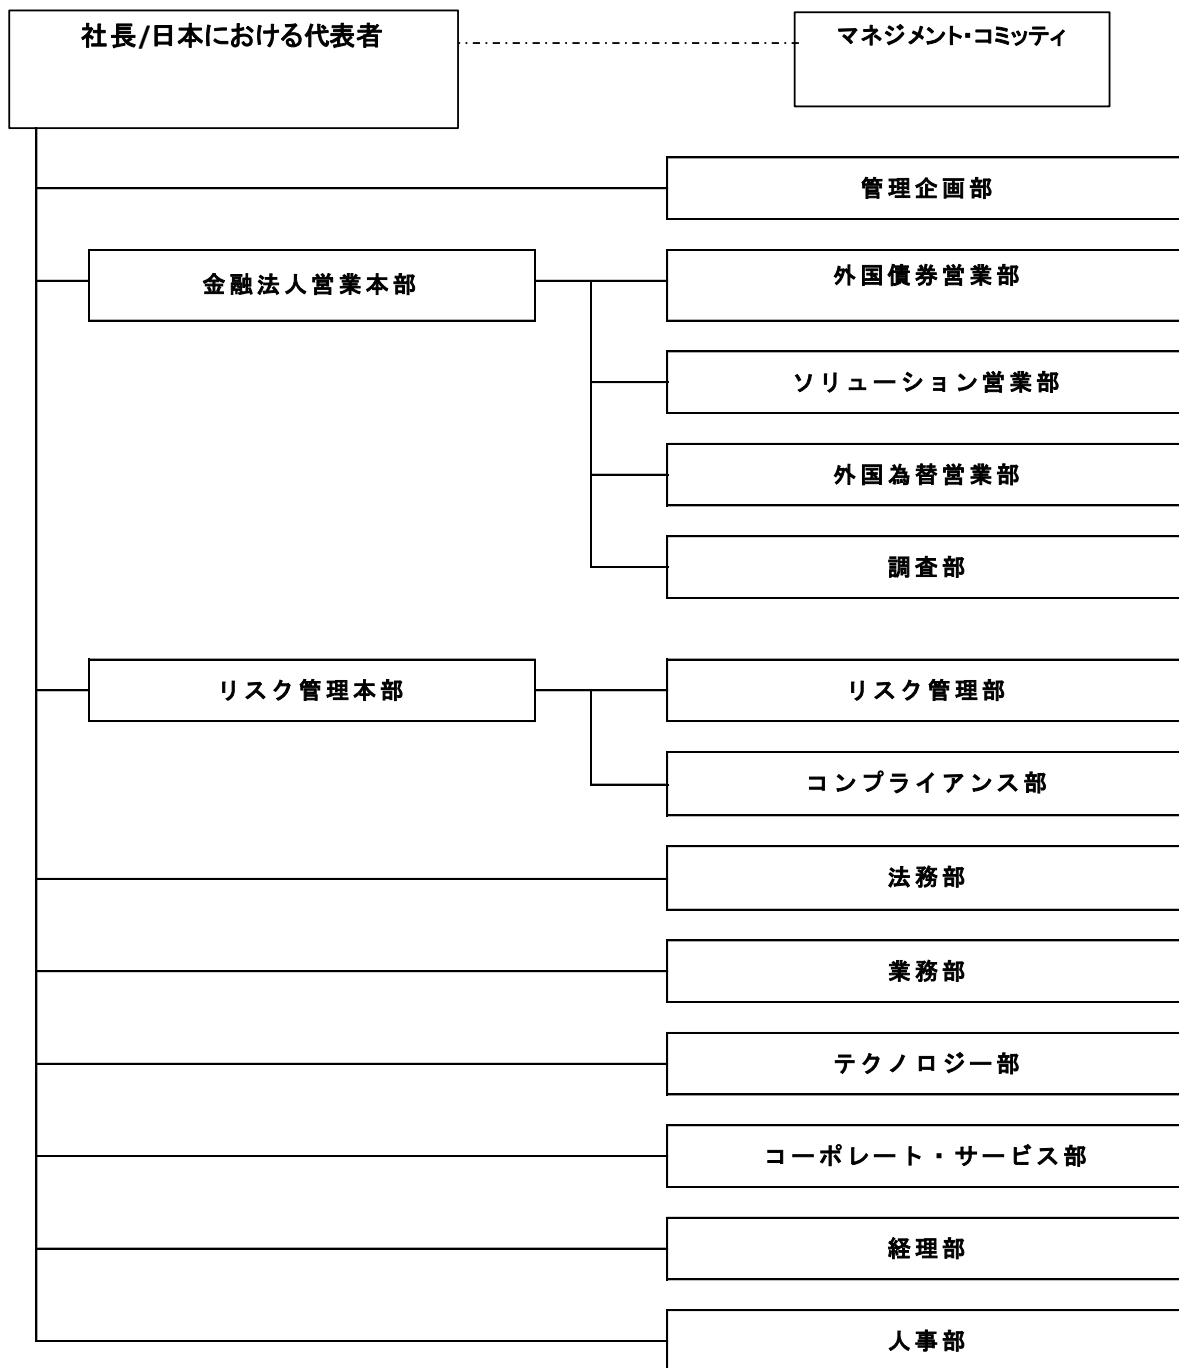 社長/日本における代表者
マネジメント・コミッティ
管理企画部
金融法人営業本部
外国債券営業部
ソリューション営業部
外国為替営業部
調査部
リスク管理本部
リスク管理部
コンプライアンス部
法務部
業務部
テクノロジー部
コーポレート・サービス部
経理部
人事部